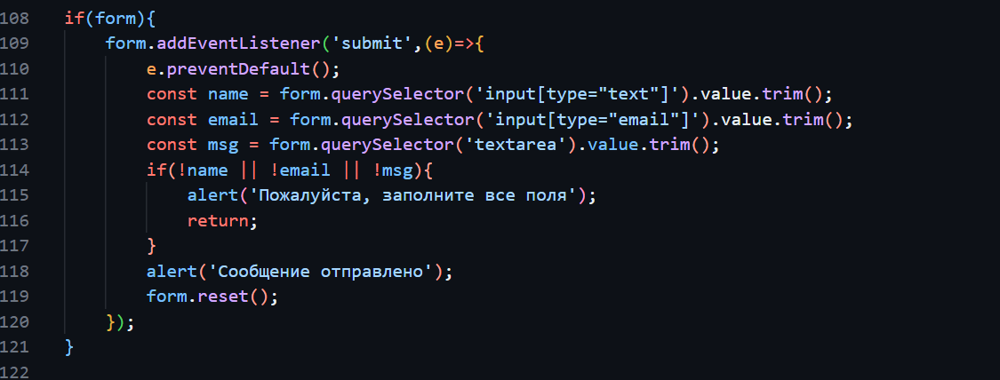 108 if(form){
109     form.addEventListener('submit',(e)=>{
110         e.preventDefault();
111         const name = form.querySelector('input[type="text"]').value.trim();
112         const email = form.querySelector('input[type="email"]').value.trim();
113         const msg = form.querySelector('textarea').value.trim();
114         if(!name || !email || !msg){
115             alert('Пожалуйста, заполните все поля');
116             return;
117         }
118         alert('Сообщение отправлено');
119         form.reset();
120     });
121 }
122